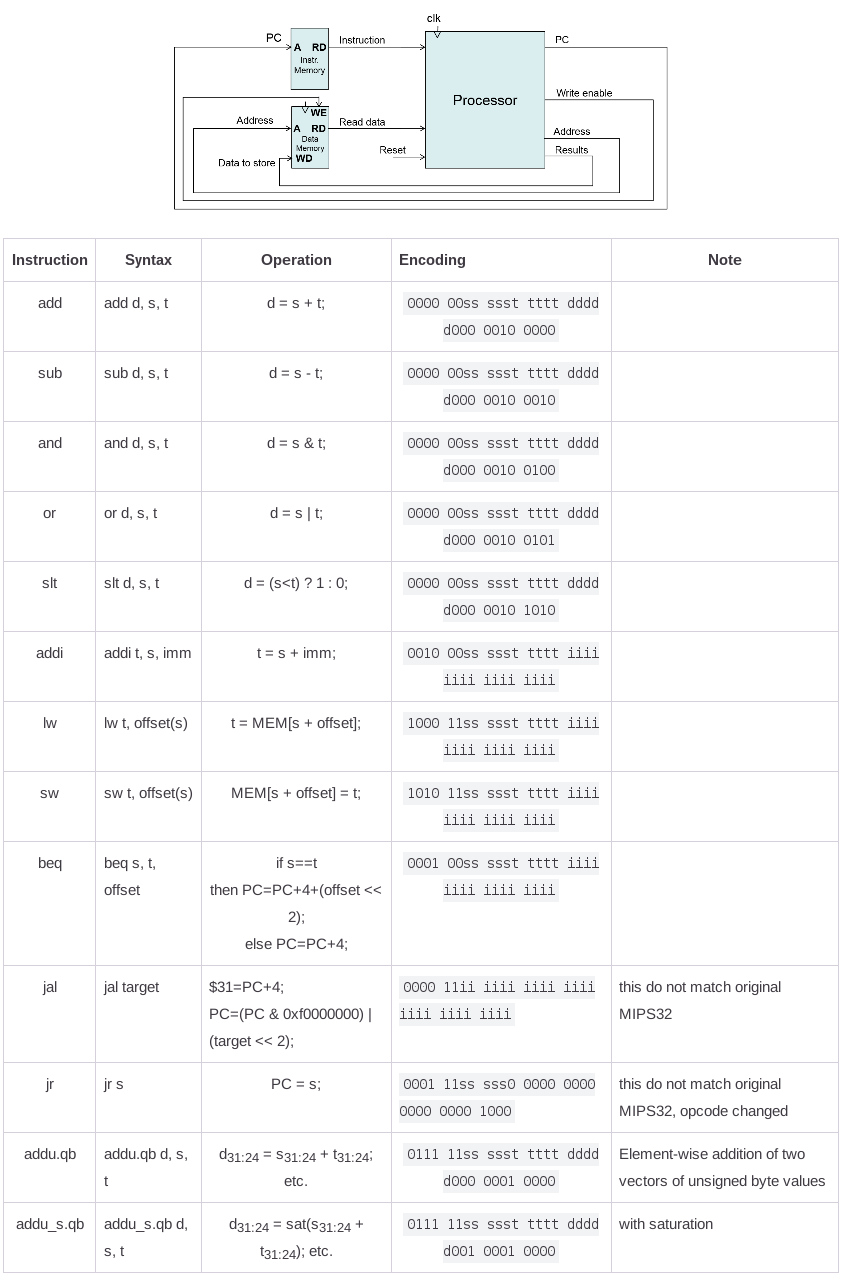 clk
PC
A RD
Instr.
Memory
Instruction
Processor
PC
Write enable
WE
Address
A RD
Data
Memory
WD
Read data
Address
Results
Reset
Data to store
Instruction Syntax Operation Encoding Note
add add d, s, t d = s + t; 0000 00ss ssst tttt dddd
d000 0010 0000
sub sub d, s, t d = s - t; 0000 00ss ssst tttt dddd
d000 0010 0010
and and d, s, t d = s & t; 0000 00ss ssst tttt dddd
d000 0010 0100
or or d, s, t d = s | t; 0000 00ss ssst tttt dddd
d000 0010 0101
slt slt d, s, t d = (s<t) ? 1 : 0; 0000 00ss ssst tttt dddd
d000 0010 1010
addi addi t, s, imm t = s + imm; 0010 00ss ssst tttt iiii
iiii iiii iiii
lw lw t, offset(s) t = MEM[s + offset]; 1000 11ss ssst tttt iiii
iiii iiii iiii
sw sw t, offset(s) MEM[s + offset] = t; 1010 11ss ssst tttt iiii
iiii iiii iiii
beq beq s, t, if s==t 0001 00ss ssst tttt iiii
offset then PC=PC+4+(offset << iiii iiii iiii
2);
else PC=PC+4;
jal jal target $31=PC+4; 0000 11ii iiii iiii iiii this do not match original
PC=(PC & 0xf0000000) | iiii iiii iiii MIPS32
(target << 2);
jr jr s PC = s; 0001 11ss sss0 0000 0000 this do not match original
0000 0000 1000 MIPS32, opcode changed
addu.qb addu.qb d, s, d31:24 = s31:24 + t31:24; 0111 11ss ssst tttt dddd Element-wise addition of two
t etc. d000 0001 0000 vectors of unsigned byte values
addu_s.qb addu_s.qb d, d31:24 = sat(s31:24 + 0111 11ss ssst tttt dddd with saturation
s, t t31:24); etc. d001 0001 0000